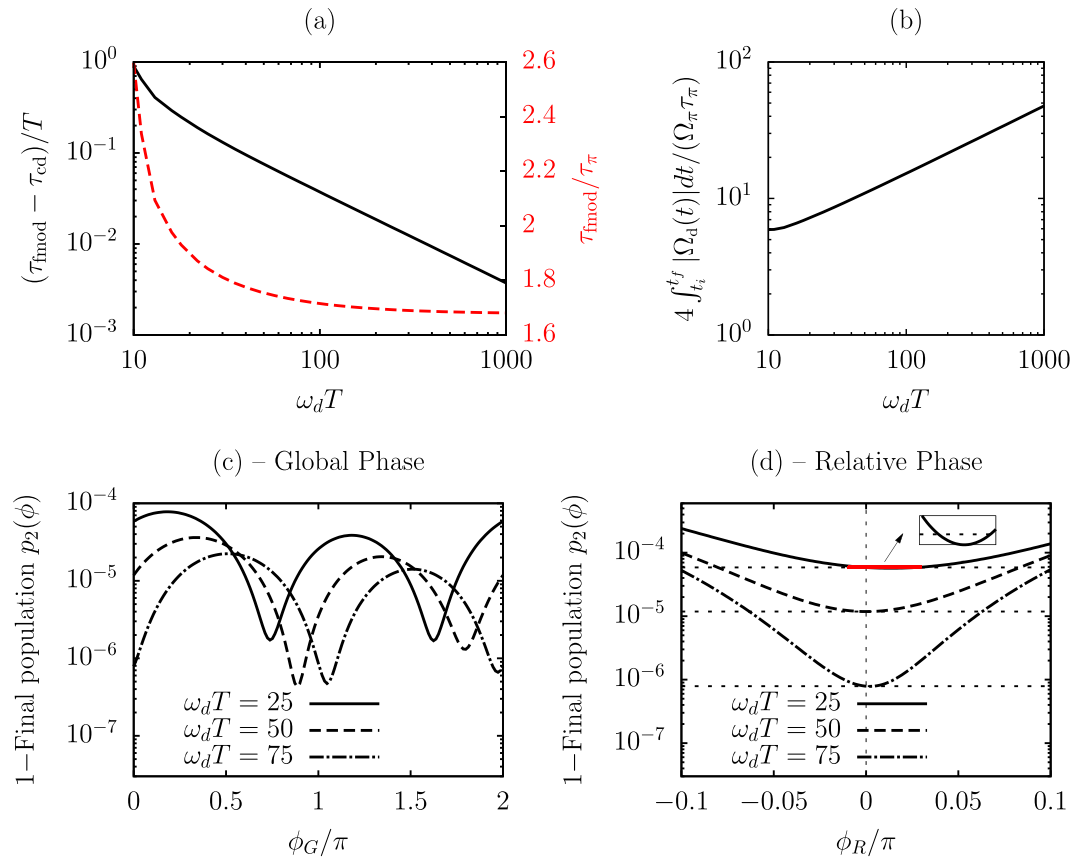 (a)
10^0
10^-1
10^-2
10^-3
(τ_fmod − τ_cd)/T
2.6
2.4
2.2
2
1.8
1.6
τ_fmod/τ_π
10 100 1000
ω_d T
(b)
10^2
10^1
10^0
4 ∫_{t_i}^{t_f} |Ω_d(t)|dt/(Ω_π τ_π)
10 100 1000
ω_d T
(c) – Global Phase
10^-4
10^-5
10^-6
10^-7
1−Final population p_2(ϕ)
ω_d T = 25
ω_d T = 50
ω_d T = 75
0 0.5 1 1.5 2
ϕ_G/π
(d) – Relative Phase
10^-4
10^-5
10^-6
10^-7
1−Final population p_2(ϕ)
ω_d T = 25
ω_d T = 50
ω_d T = 75
−0.1 −0.05 0 0.05 0.1
ϕ_R/π